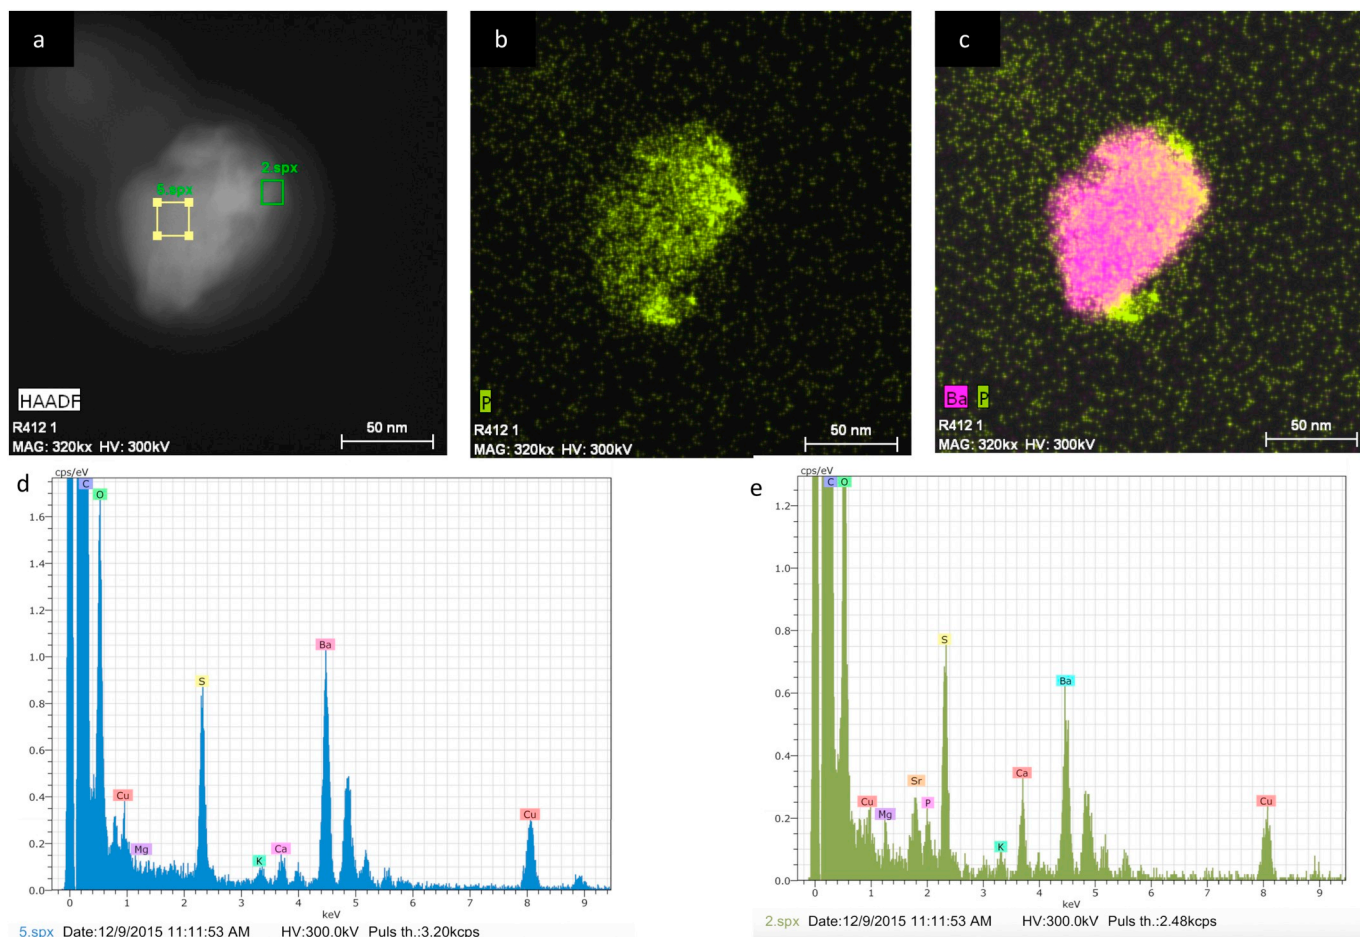 a
5.spx
2.spx
HAADF
R412 1
MAG: 320kx HV: 300kV
50 nm
b
P
R412 1
MAG: 320kx HV: 300kV
50 nm
c
Ba P
R412 1
MAG: 320kx HV: 300kV
50 nm
d
cps/eV
C
O
1.6
1.4
1.2
1.0
0.8
0.6
0.4
0.2
0.0
Cu
Mg
S
K
Ca
Ba
Cu
0 1 2 3 4 5 6 7 8 9
keV
5.spx Date:12/9/2015 11:11:53 AM HV:300.0kV Puls th.:3.20kcps
e
cps/eV
C O
1.2
1.0
0.8
0.6
0.4
0.2
0.0
Cu
Mg
Sr
P
S
K
Ca
Ba
Cu
0 1 2 3 4 5 6 7 8 9
keV
2.spx Date:12/9/2015 11:11:53 AM HV:300.0kV Puls th.:2.48kcps